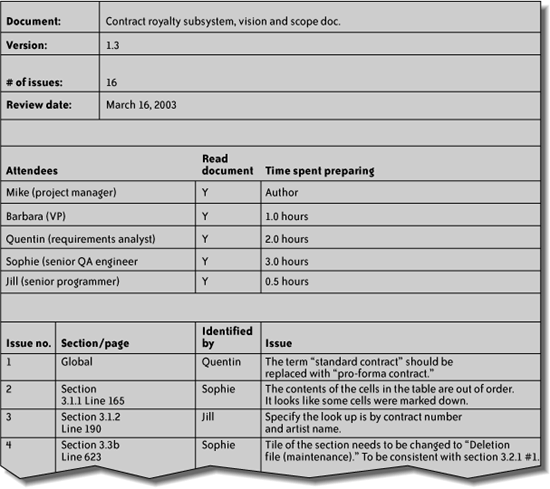 Document: Contract royalty subsystem, vision and scope doc.
Version: 1.3
# of issues: 16
Review date: March 16, 2003
Attendees Read document Time spent preparing
Mike (project manager) Y Author
Barbara (VP) Y 1.0 hours
Quentin (requirements analyst) Y 2.0 hours
Sophie (senior QA engineer Y 3.0 hours
Jill (senior programmer) Y 0.5 hours
Issue no. Section/page Identified by Issue
1 Global Quentin The term “standard contract” should be
replaced with “pro-forma contract.”
2 Section Sophie The contents of the cells in the table are out of order.
3.1.1 Line 165 It looks like some cells were marked down.
3 Section 3.1.2 Jill Specify the look up is by contract number
Line 190 and artist name.
4 Section 3.3b Sophie Tile of the section needs to be changed to “Deletion
Line 623 file (maintenance).” To be consistent with section 3.2.1 #1.